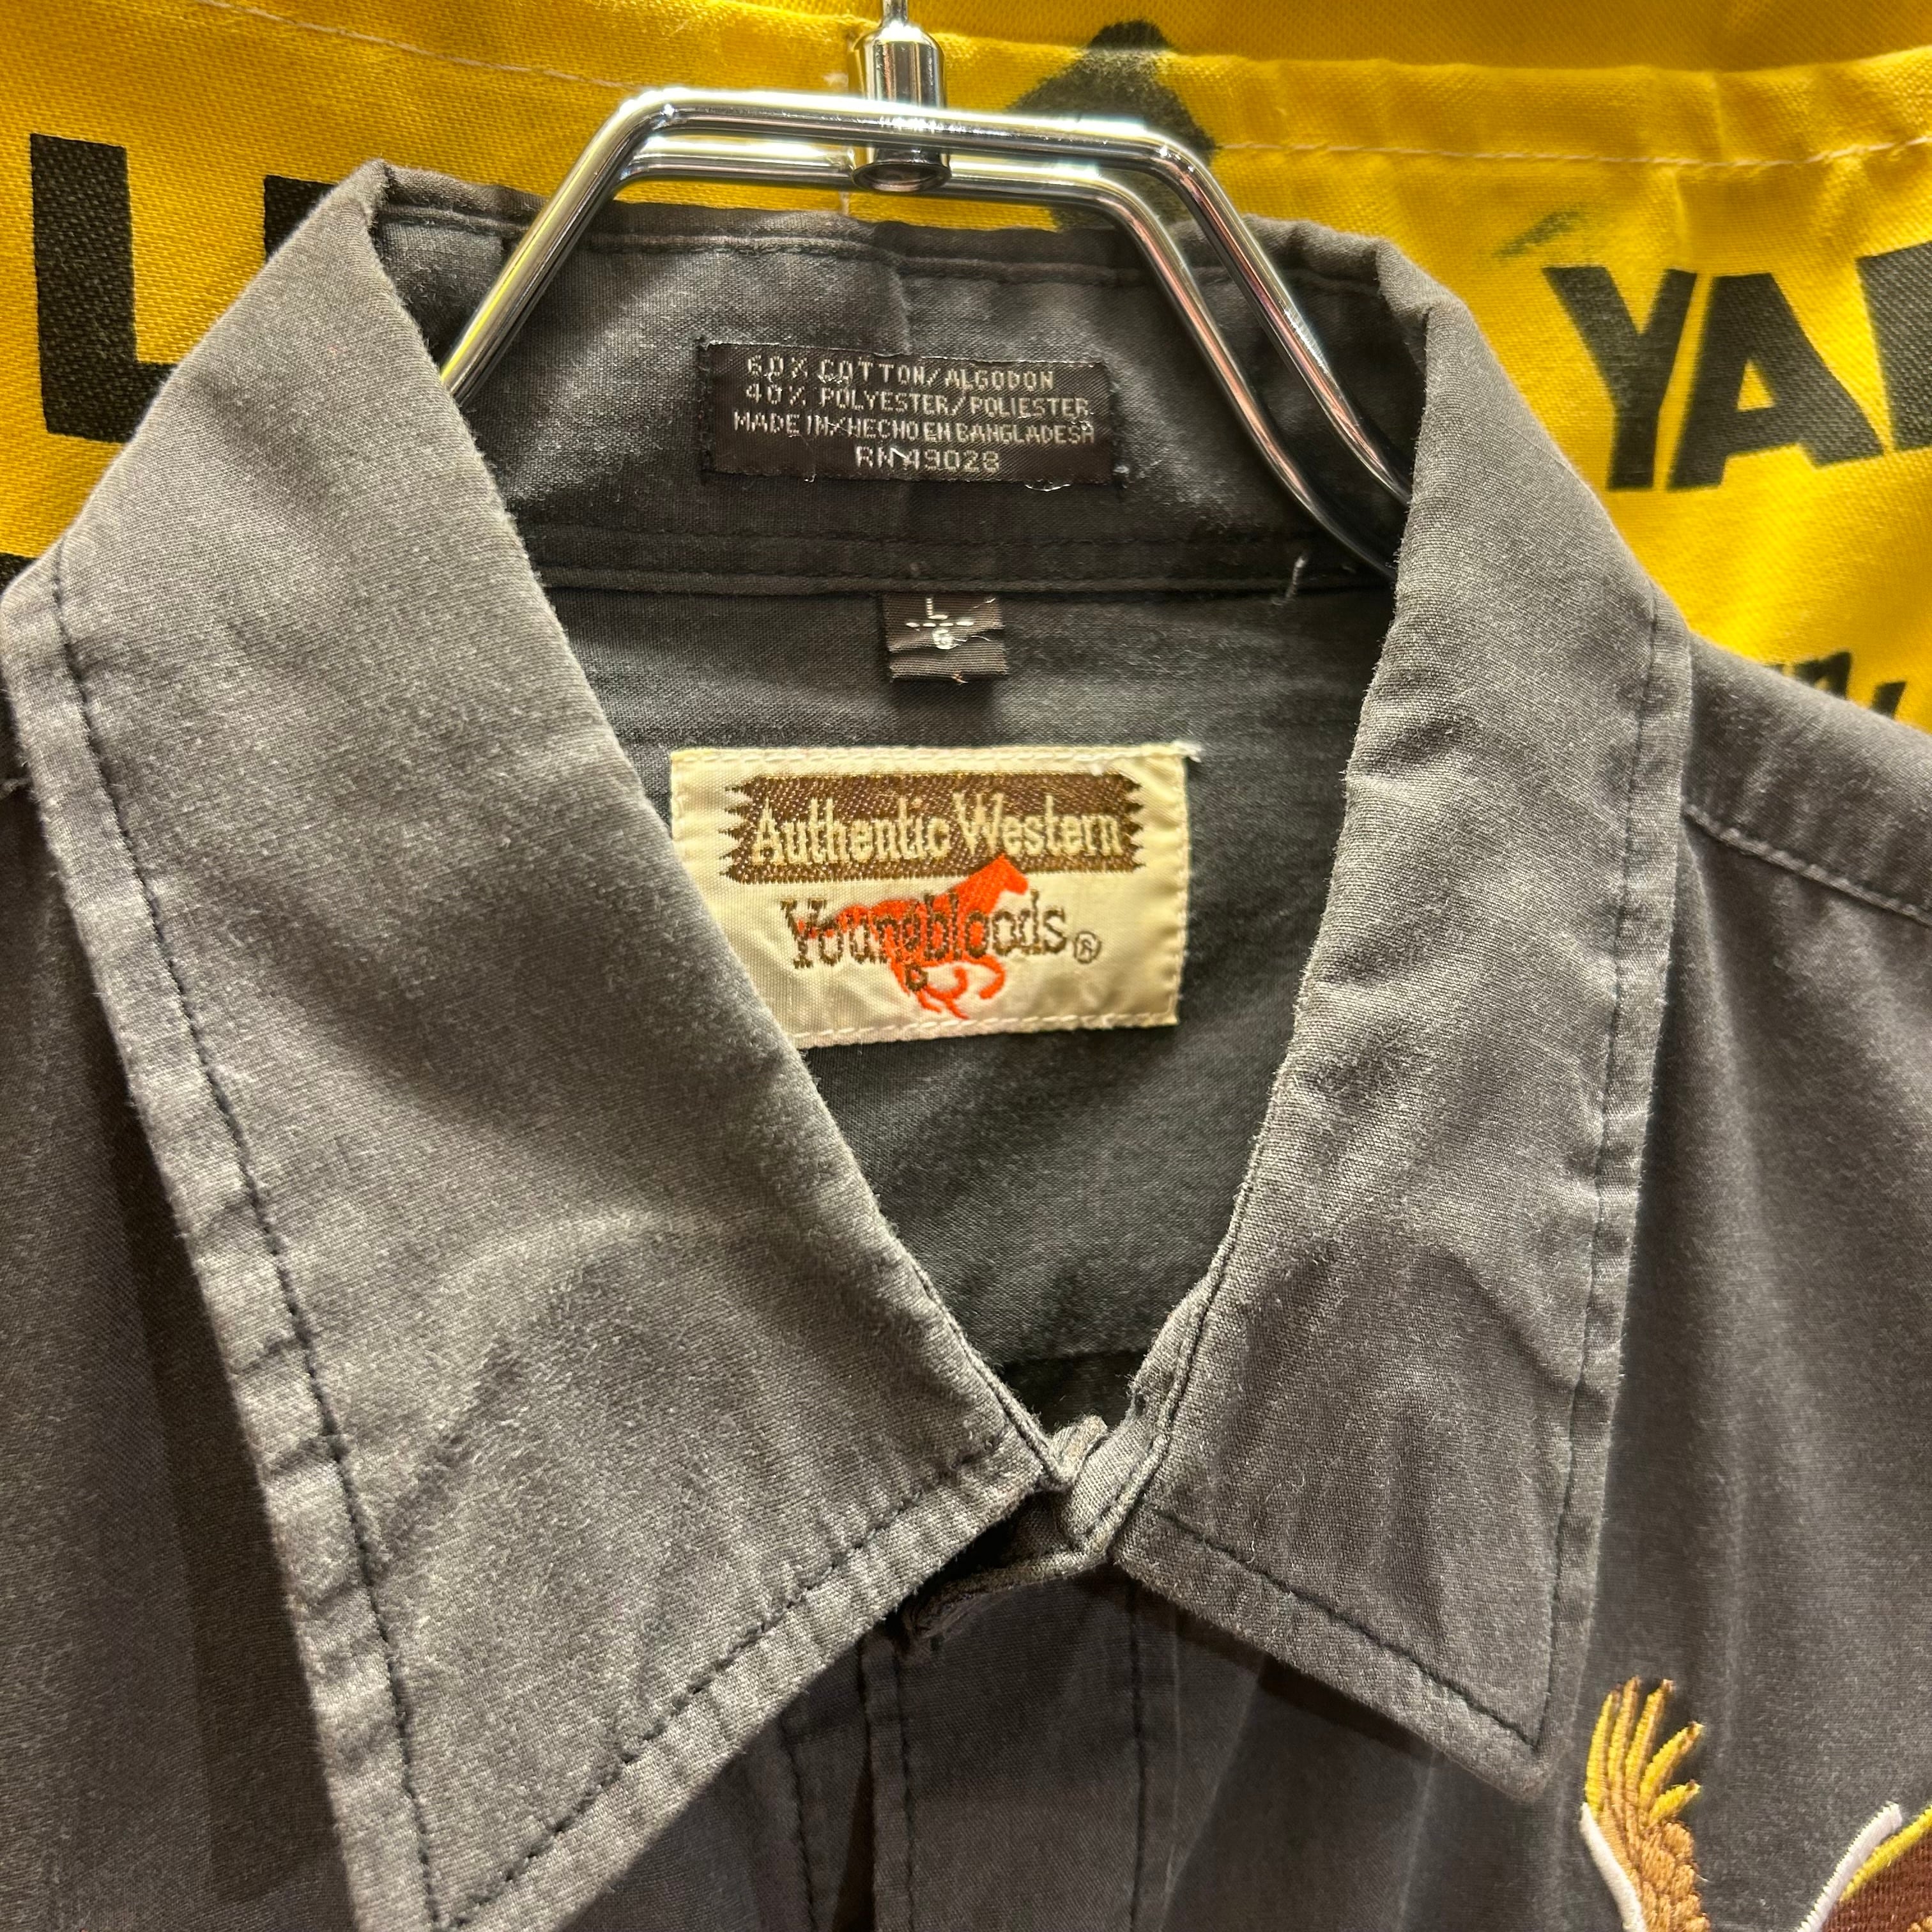 YA
60% COTTON/ALGODON
40% POLYESTER/POLIESTER
MADE IN/HECHO EN BANGLADESH
RN 49028
L
G
Authentic Western
Youngbloods®